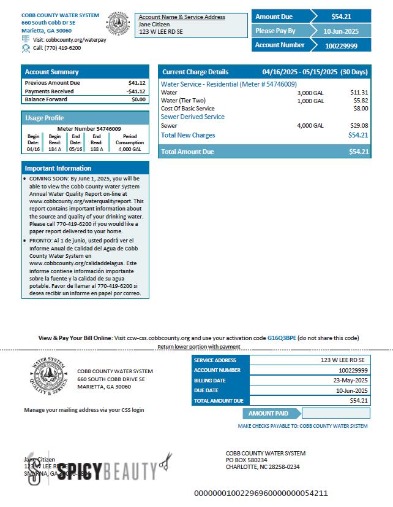 COBB COUNTY WATER SYSTEM
660 South Cobb Dr SE
Marietta, GA 30060
Visit: cobbcounty.org/waterpay
Call: (770) 419-6200
Account Name & Service Address
Jane Citizen
123 W LEE RD SE
Amount Due $54.21
Please Pay By 10-Jun-2025
Account Number 100229999
Account Summary
Previous Amount Due $41.12
Payments Received -$41.12
Balance Forward $0.00
Usage Profile
Meter Number 54746009
Begin Date: Begin Read: End Date: End Read: Period Consumption
04/16 184 A 05/16 188 A 4,000 GAL
Current Charge Details 04/16/2025 - 05/15/2025 (30 Days)
Water Service - Residential (Meter # 54746009)
Water 3,000 GAL $11.31
Water (Tier Two) 1,000 GAL $5.82
Cost Of Basic Service $8.00
Sewer Derived Service
Sewer 4,000 GAL $29.08
Total New Charges $54.21
Total Amount Due $54.21
Important Information
• COMING SOON: By June 1, 2025, you will be
able to view the Cobb County Water System
Annual Water Quality Report on-line at
www.cobbcounty.org/waterqualityreport. This
report contains important information about
the source and quality of your drinking water.
Please call 770-419-6200 if you would like a
paper report delivered to your home.
• PRONTO: Al 1 de junio, usted podrá ver el
Informe Anual de Calidad del Agua de Cobb
County Water System en
www.cobbcounty.org/calidaddelagua. Este
informe contiene información importante
sobre la fuente y la calidad de su agua
potable. Favor de llamar al 770-419-6200 si
desea recibir un informe en papel por correo.
View & Pay Your Bill Online: Visit ccw-css.cobbcounty.org and use your activation code G16Q3BPE (do not share this code)
Return lower portion with payment
WATER SYSTEM
QUALITY & SERVICE
COBB COUNTY WATER SYSTEM
660 SOUTH COBB DRIVE SE
MARIETTA, GA 30060
Manage your mailing address via your CSS login
SERVICE ADDRESS 123 W LEE RD SE
ACCOUNT NUMBER 100229999
BILLING DATE 23-May-2025
DUE DATE 10-Jun-2025
TOTAL AMOUNT DUE $54.21
AMOUNT PAID
MAKE CHECKS PAYABLE TO: COBB COUNTY WATER SYSTEM
Jane Citizen
123 W LEE RD
SMYRNA, GA
SPICYBEAUTY
COBB COUNTY WATER SYSTEM
PO BOX 580234
CHARLOTTE, NC 28258-0234